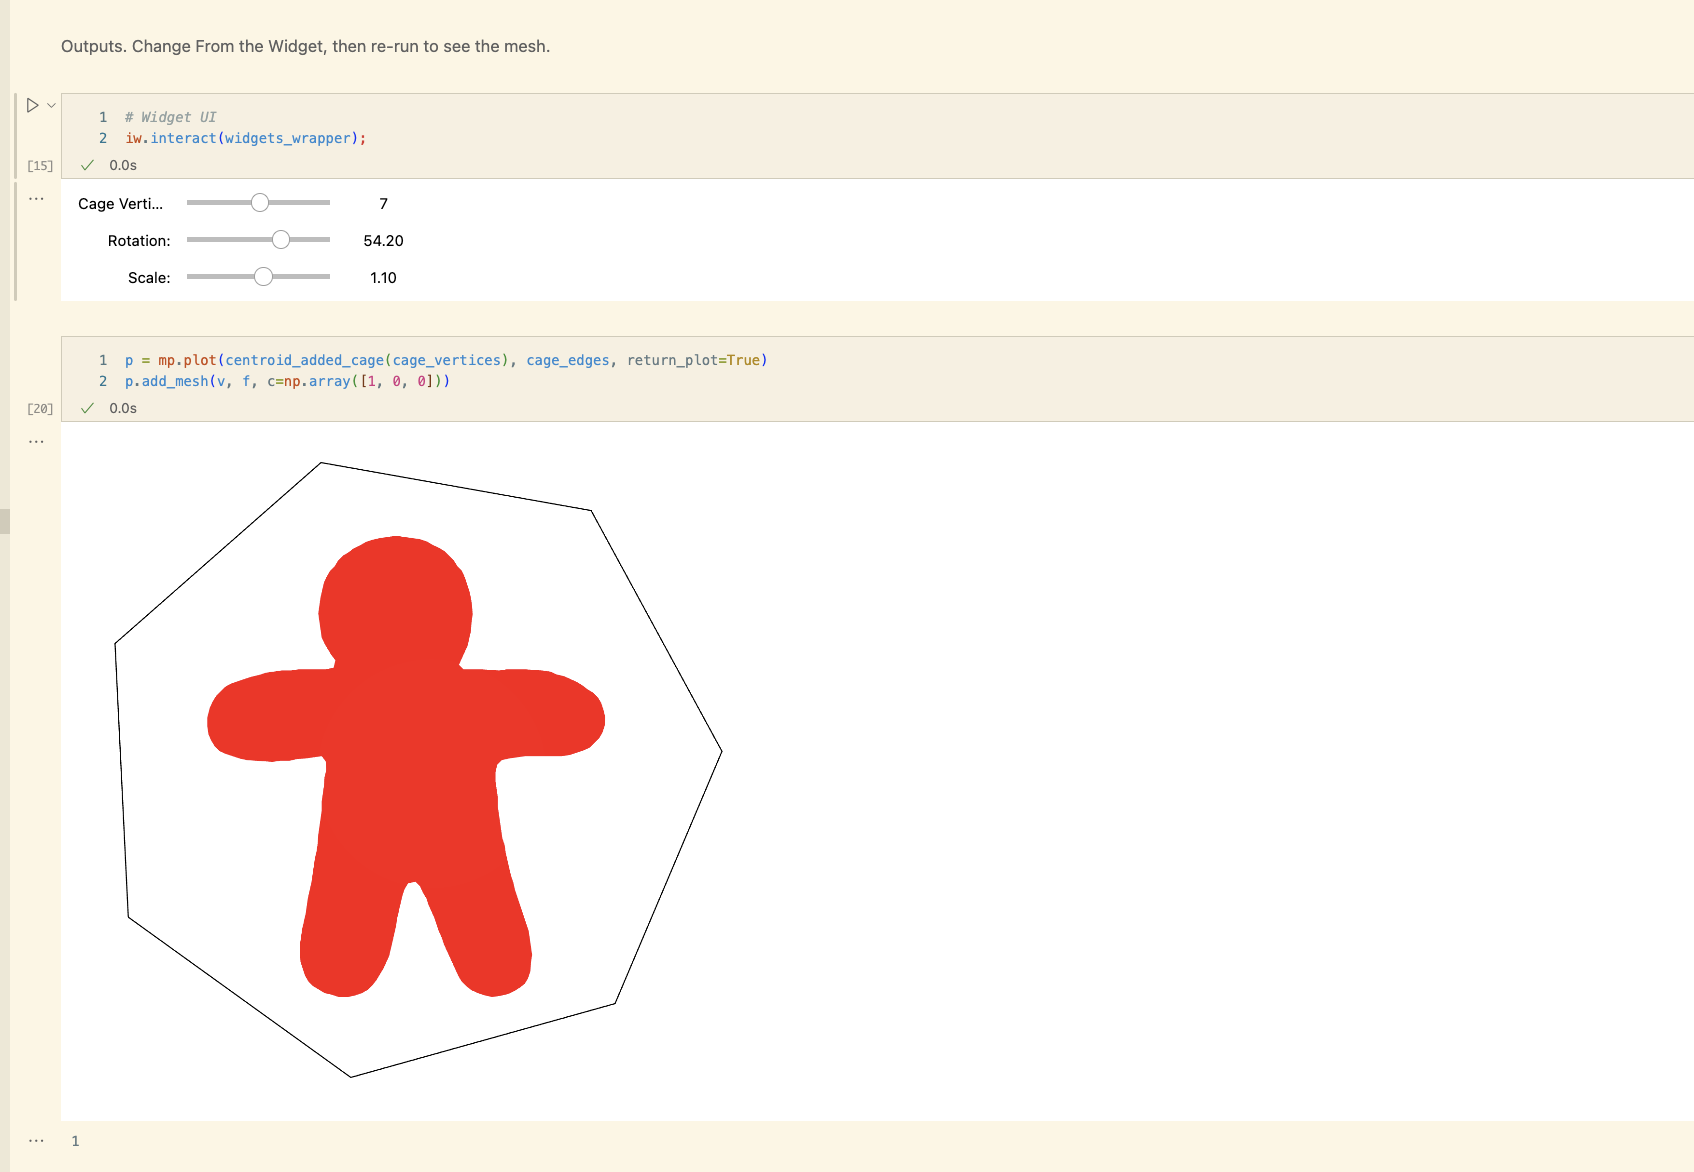 Outputs. Change From the Widget, then re-run to see the mesh.
1 # Widget UI
2 iw.interact(widgets_wrapper);
[15] ✓ 0.0s
Cage Verti... 7
Rotation: 54.20
Scale: 1.10
1 p = mp.plot(centroid_added_cage(cage_vertices), cage_edges, return_plot=True)
2 p.add_mesh(v, f, c=np.array([1, 0, 0]))
[20] ✓ 0.0s
1